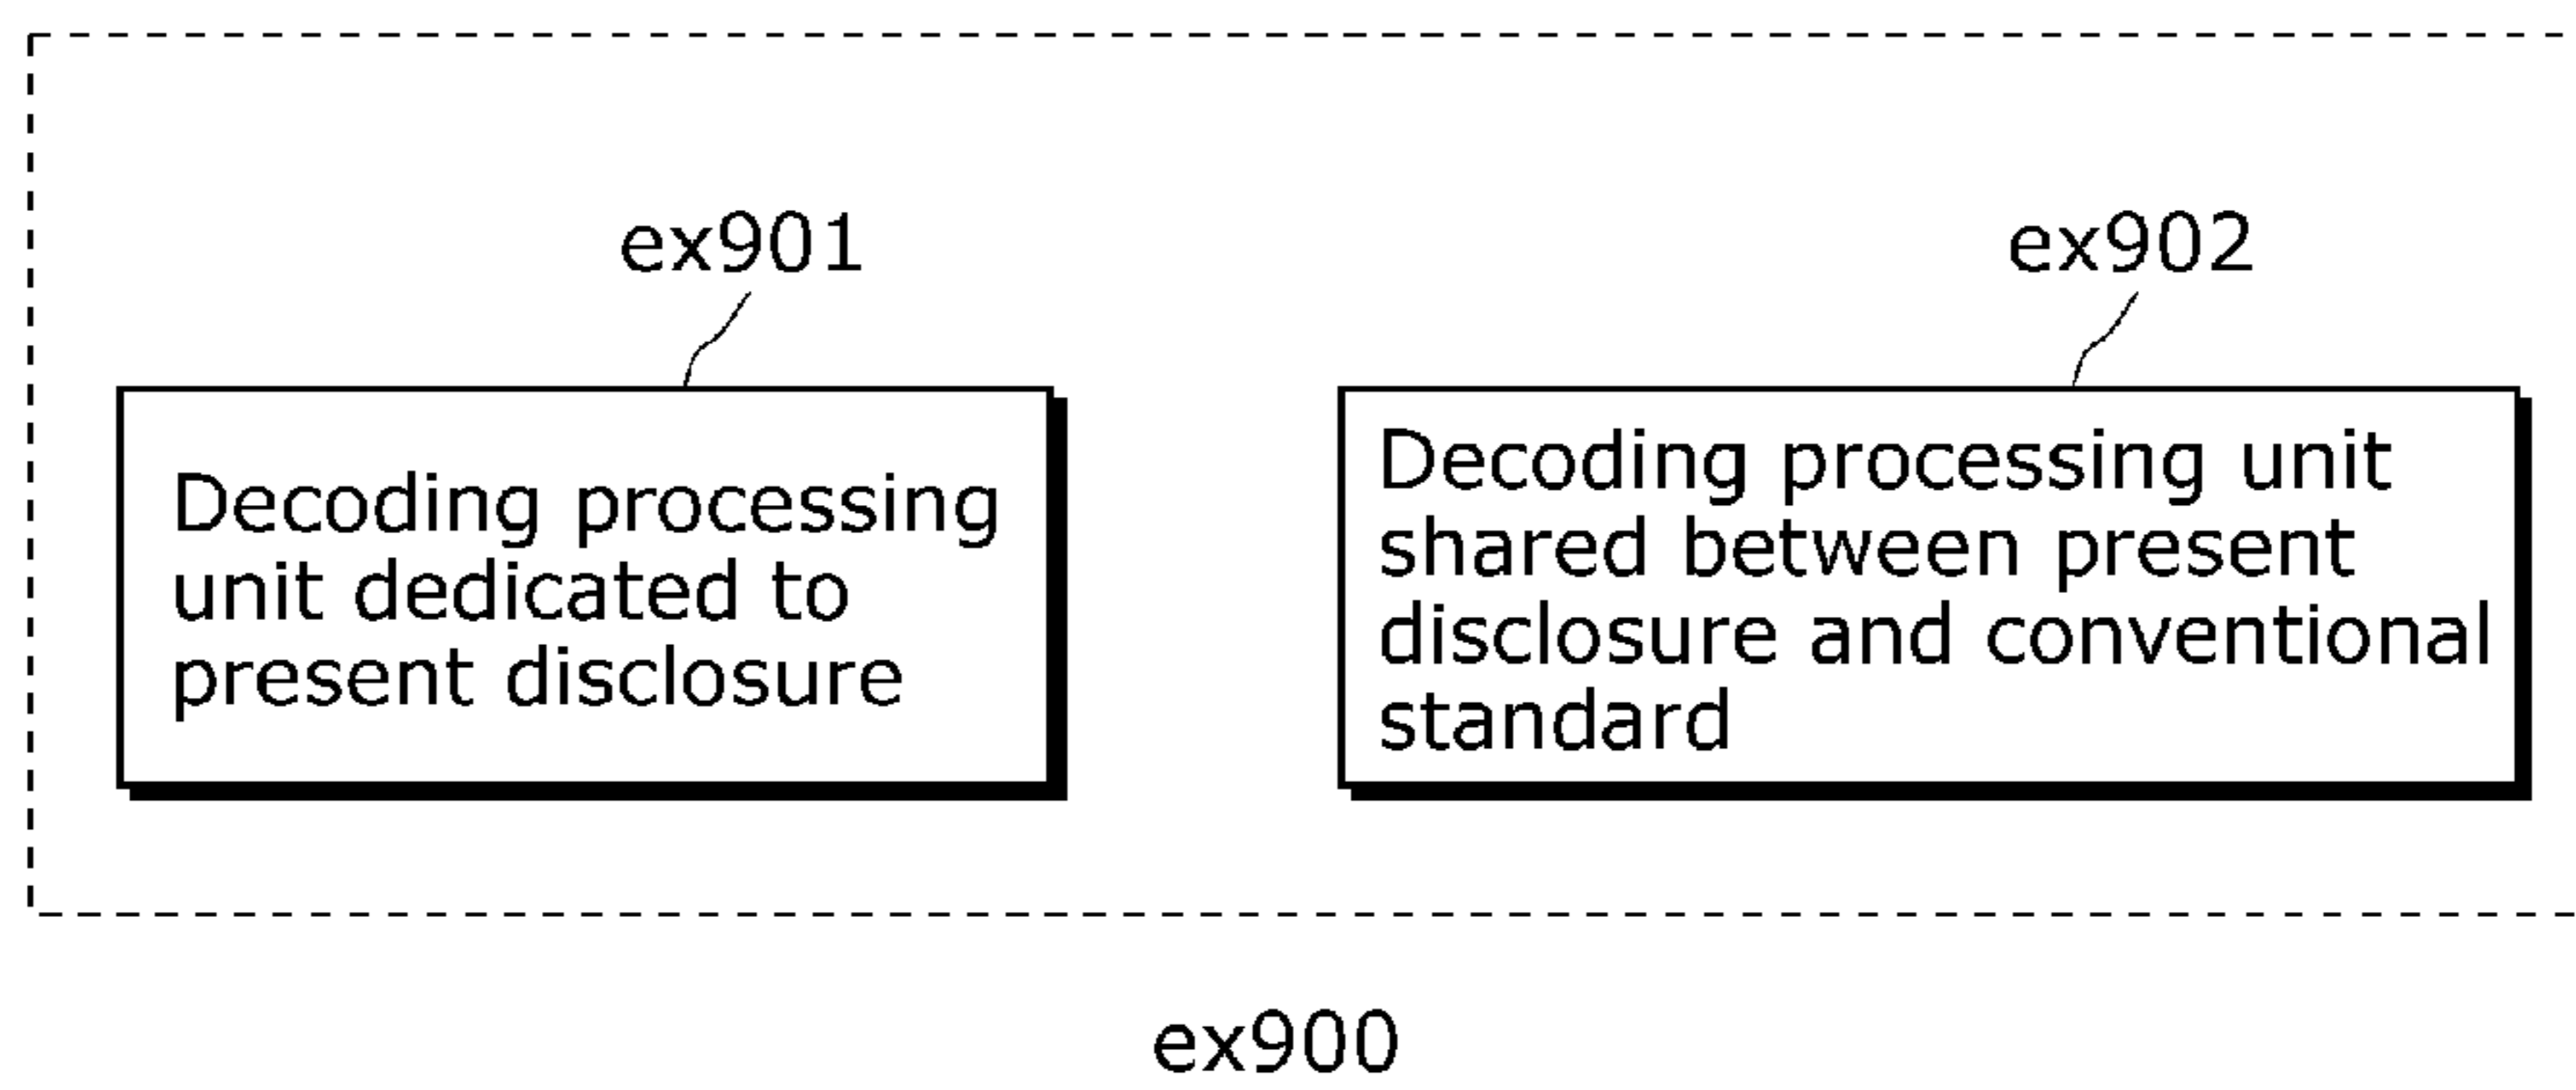 ex901
ex902
Decoding processing
unit dedicated to
present disclosure
Decoding processing unit
shared between present
disclosure and conventional
standard
ex900